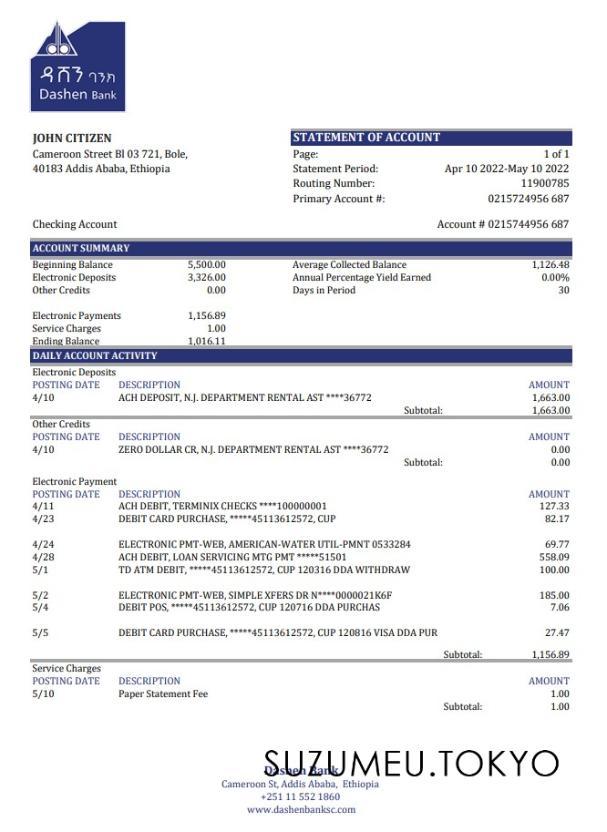 ዳሸን ባንክ
Dashen Bank
JOHN CITIZEN
Cameroon Street Bl 03 721, Bole,
40183 Addis Ababa, Ethiopia
STATEMENT OF ACCOUNT
Page: 1 of 1
Statement Period: Apr 10 2022-May 10 2022
Routing Number: 11900785
Primary Account #: 0215724956 687
Checking Account Account # 0215744956 687
ACCOUNT SUMMARY
Beginning Balance 5,500.00 Average Collected Balance 1,126.48
Electronic Deposits 3,326.00 Annual Percentage Yield Earned 0.00%
Other Credits 0.00 Days in Period 30
Electronic Payments 1,156.89
Service Charges 1.00
Ending Balance 1,016.11
DAILY ACCOUNT ACTIVITY
Electronic Deposits
POSTING DATE DESCRIPTION AMOUNT
4/10 ACH DEPOSIT, N.J. DEPARTMENT RENTAL AST ****36772 1,663.00
Subtotal: 1,663.00
Other Credits
POSTING DATE DESCRIPTION AMOUNT
4/10 ZERO DOLLAR CR, N.J. DEPARTMENT RENTAL AST ****36772 0.00
Subtotal: 0.00
Electronic Payment
POSTING DATE DESCRIPTION AMOUNT
4/11 ACH DEBIT, TERMINIX CHECKS ****100000001 127.33
4/23 DEBIT CARD PURCHASE, *****45113612572, CUP 82.17
4/24 ELECTRONIC PMT-WEB, AMERICAN-WATER UTIL-PMNT 0533284 69.77
4/28 ACH DEBIT, LOAN SERVICING MTG PMT *****51501 558.09
5/1 TD ATM DEBIT, *****45113612572, CUP 120316 DDA WITHDRAW 100.00
5/2 ELECTRONIC PMT-WEB, SIMPLE XFERS DR N****0000021K6F 185.00
5/4 DEBIT POS, *****45113612572, CUP 120716 DDA PURCHAS 7.06
5/5 DEBIT CARD PURCHASE, *****45113612572, CUP 120816 VISA DDA PUR 27.47
Subtotal: 1,156.89
Service Charges
POSTING DATE DESCRIPTION AMOUNT
5/10 Paper Statement Fee 1.00
Subtotal: 1.00
SUZUMEU.TOKYO
Dashen Bank
Cameroon St, Addis Ababa, Ethiopia
+251 11 552 1860
www.dashenbanksc.com